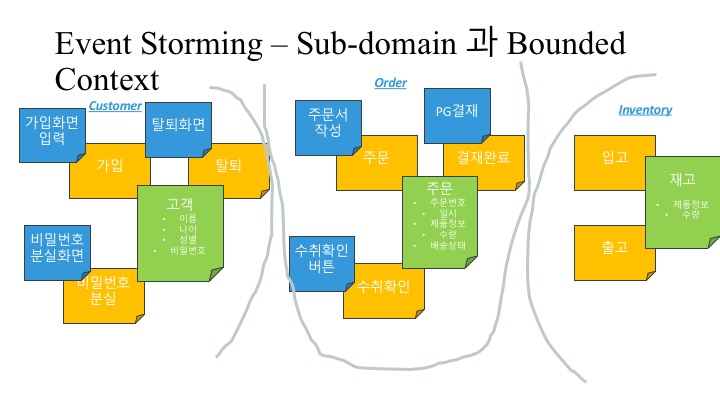 Event Storming – Sub-domain 과 Bounded
Context
Customer
가입화면
입력
탈퇴화면
가입
탈퇴
고객
• 이름
• 나이
• 성별
• 비밀번호
비밀번호
분실화면
비밀번호
분실
Order
주문서
작성
PG결재
주문
결재완료
주문
• 주문번호
• 일시
• 제품정보
• 수량
• 배송상태
수취확인
버튼
수취확인
Inventory
입고
재고
• 제품정보
• 수량
출고